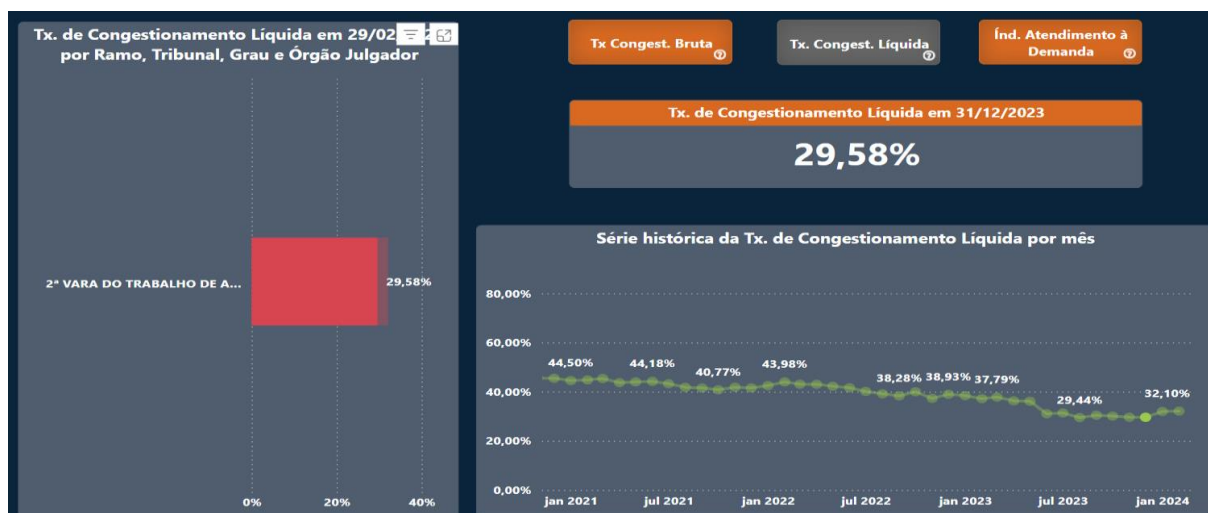 Tx. de Congestionamento Líquida em 29/02
por Ramo, Tribunal, Grau e Órgão Julgador
2ª VARA DO TRABALHO DE A...
29,58%
0% 20% 40%
Tx Congest. Bruta
Tx. Congest. Líquida
Índ. Atendimento à
Demanda
Tx. de Congestionamento Líquida em 31/12/2023
29,58%
Série histórica da Tx. de Congestionamento Líquida por mês
80,00%
60,00%
40,00%
20,00%
0,00%
44,50% 44,18% 40,77% 43,98% 38,28% 38,93% 37,79% 29,44% 32,10%
jan 2021 jul 2021 jan 2022 jul 2022 jan 2023 jul 2023 jan 2024